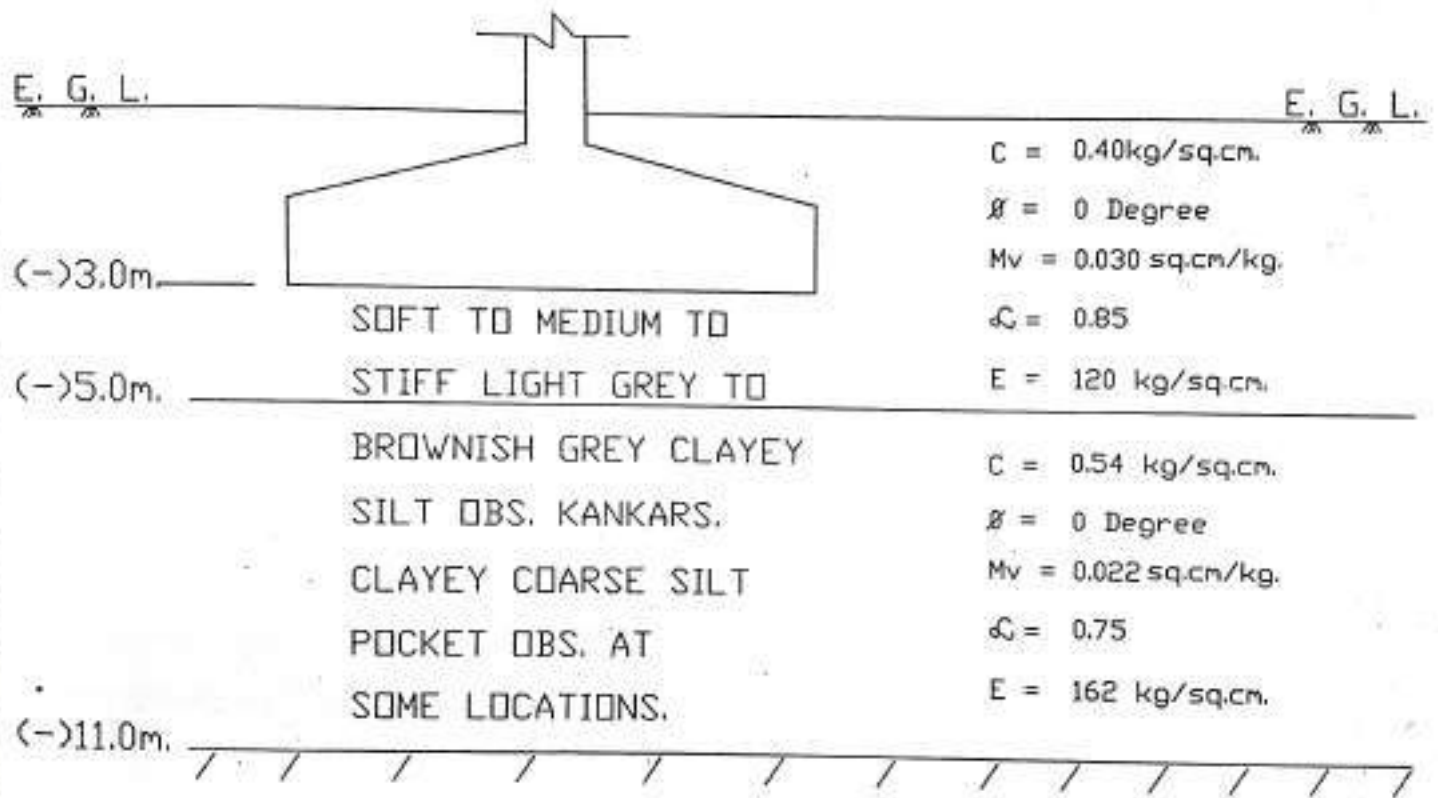 E. G. L.
E. G. L.
C = 0.40kg/sq.cm.
Ø = 0 Degree
Mv = 0.030 sq.cm/kg.
(-)3.0m.
SOFT TO MEDIUM TO
α = 0.85
(-)5.0m.
STIFF LIGHT GREY TO
E = 120 kg/sq.cm.
BROWNISH GREY CLAYEY
C = 0.54 kg/sq.cm.
SILT OBS. KANKARS.
Ø = 0 Degree
CLAYEY COARSE SILT
Mv = 0.022 sq.cm/kg.
POCKET OBS. AT
α = 0.75
SOME LOCATIONS.
E = 162 kg/sq.cm.
(-)11.0m.